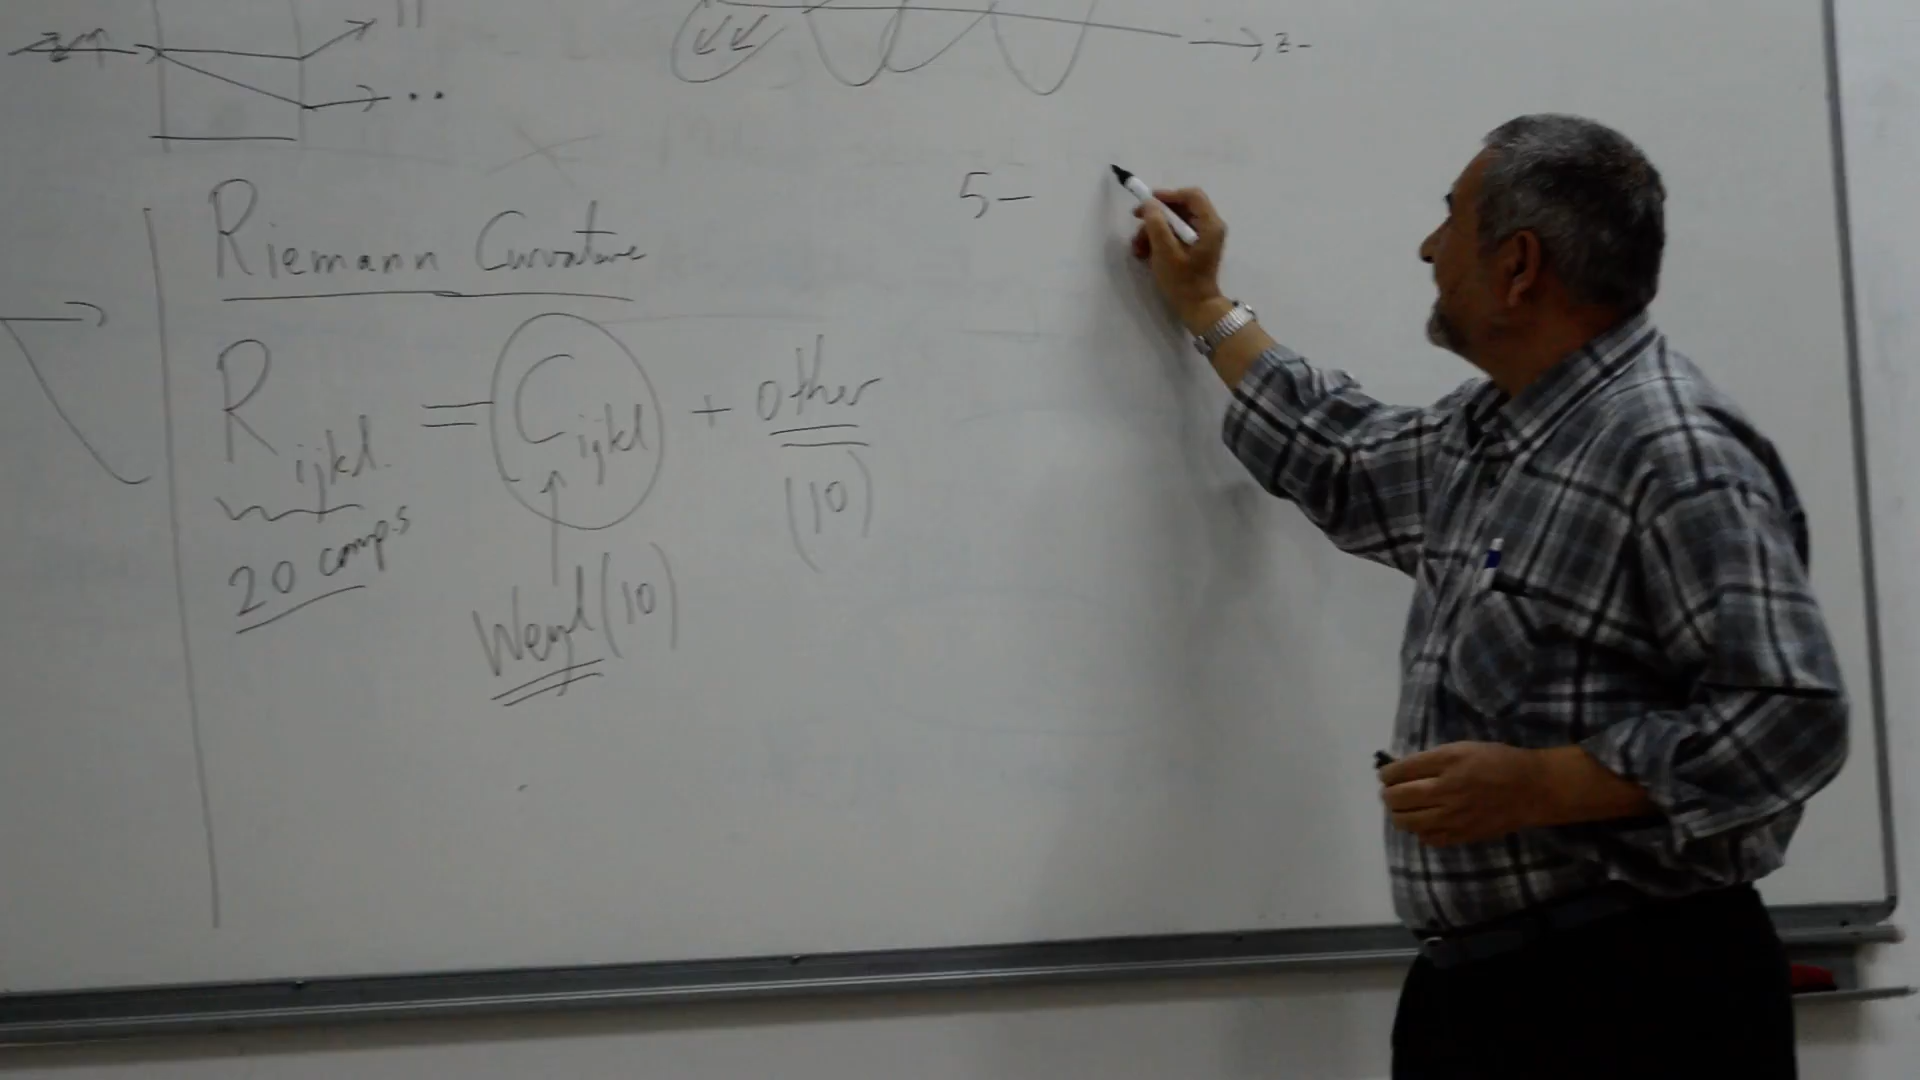 z-
5-
Riemann Curvature
R ijkl = C ijkl + other
(10)
20 comps
Weyl (10)